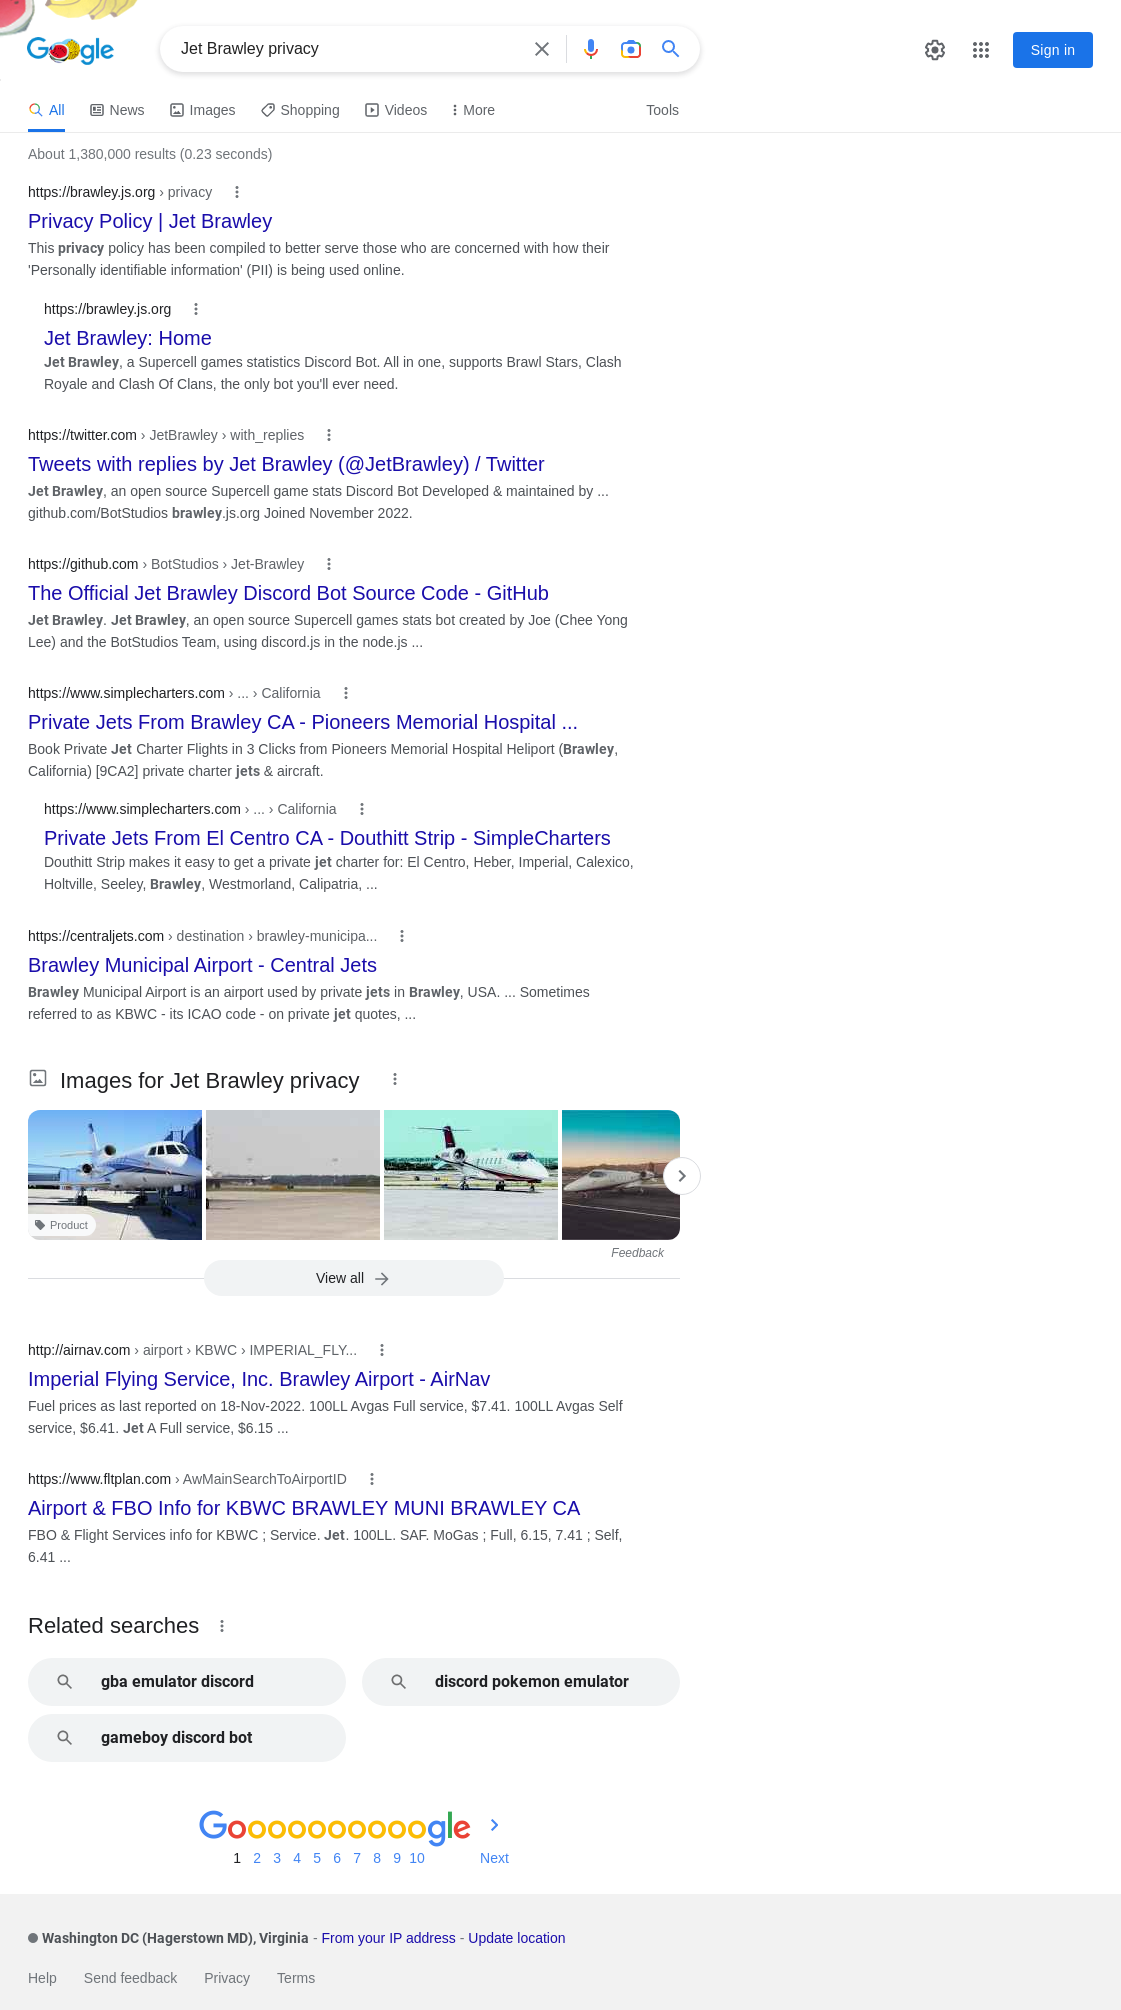 Google
Jet Brawley privacy
Sign in
All
News
Images
Shopping
Videos
More
Tools
About 1,380,000 results (0.23 seconds)
https://brawley.js.org › privacy
Privacy Policy | Jet Brawley
This privacy policy has been compiled to better serve those who are concerned with how their
'Personally identifiable information' (PII) is being used online.
https://brawley.js.org
Jet Brawley: Home
Jet Brawley, a Supercell games statistics Discord Bot. All in one, supports Brawl Stars, Clash
Royale and Clash Of Clans, the only bot you'll ever need.
https://twitter.com › JetBrawley › with_replies
Tweets with replies by Jet Brawley (@JetBrawley) / Twitter
Jet Brawley, an open source Supercell game stats Discord Bot Developed & maintained by ...
github.com/BotStudios brawley.js.org Joined November 2022.
https://github.com › BotStudios › Jet-Brawley
The Official Jet Brawley Discord Bot Source Code - GitHub
Jet Brawley. Jet Brawley, an open source Supercell games stats bot created by Joe (Chee Yong
Lee) and the BotStudios Team, using discord.js in the node.js ...
https://www.simplecharters.com › ... › California
Private Jets From Brawley CA - Pioneers Memorial Hospital ...
Book Private Jet Charter Flights in 3 Clicks from Pioneers Memorial Hospital Heliport (Brawley,
California) [9CA2] private charter jets & aircraft.
https://www.simplecharters.com › ... › California
Private Jets From El Centro CA - Douthitt Strip - SimpleCharters
Douthitt Strip makes it easy to get a private jet charter for: El Centro, Heber, Imperial, Calexico,
Holtville, Seeley, Brawley, Westmorland, Calipatria, ...
https://centraljets.com › destination › brawley-municipa...
Brawley Municipal Airport - Central Jets
Brawley Municipal Airport is an airport used by private jets in Brawley, USA. ... Sometimes
referred to as KBWC - its ICAO code - on private jet quotes, ...
Images for Jet Brawley privacy
Product
Feedback
View all
http://airnav.com › airport › KBWC › IMPERIAL_FLY...
Imperial Flying Service, Inc. Brawley Airport - AirNav
Fuel prices as last reported on 18-Nov-2022. 100LL Avgas Full service, $7.41. 100LL Avgas Self
service, $6.41. Jet A Full service, $6.15 ...
https://www.fltplan.com › AwMainSearchToAirportID
Airport & FBO Info for KBWC BRAWLEY MUNI BRAWLEY CA
FBO & Flight Services info for KBWC ; Service. Jet. 100LL. SAF. MoGas ; Full, 6.15, 7.41 ; Self,
6.41 ...
Related searches
gba emulator discord
discord pokemon emulator
gameboy discord bot
Goooooooooogle
1 2 3 4 5 6 7 8 9 10 Next
Washington DC (Hagerstown MD), Virginia - From your IP address - Update location
Help Send feedback Privacy Terms